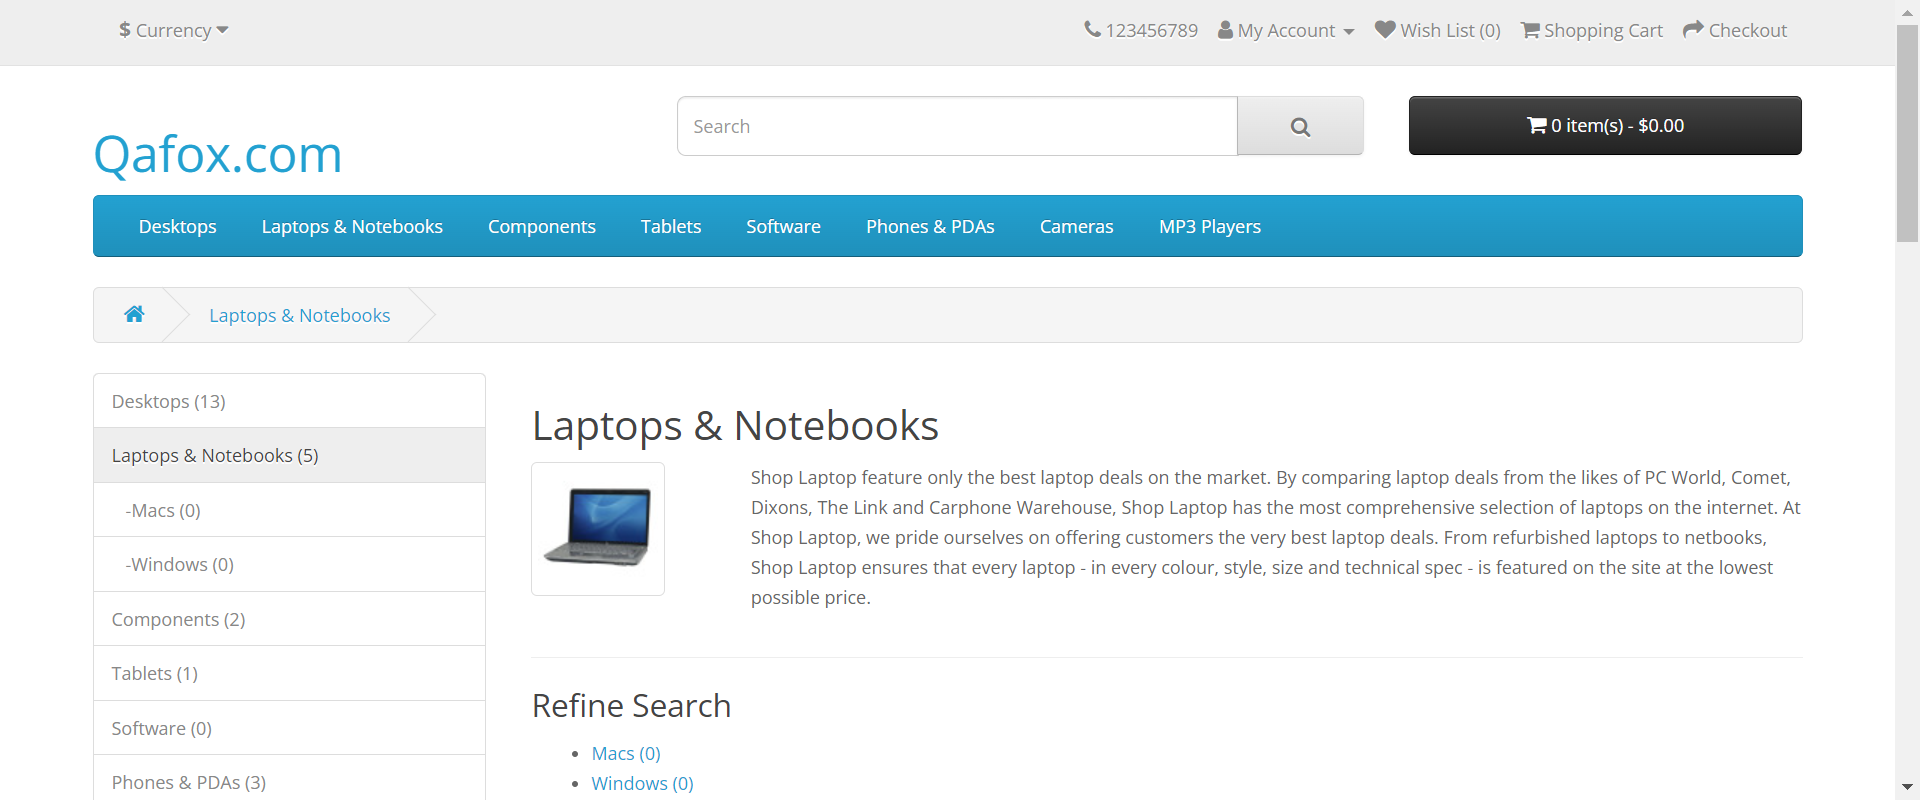 $ Currency
123456789
My Account
Wish List (0)
Shopping Cart
Checkout
Qafox.com
Search
0 item(s) - $0.00
Desktops
Laptops & Notebooks
Components
Tablets
Software
Phones & PDAs
Cameras
MP3 Players
Laptops & Notebooks
Desktops (13)
Laptops & Notebooks (5)
-Macs (0)
-Windows (0)
Components (2)
Tablets (1)
Software (0)
Phones & PDAs (3)
Laptops & Notebooks
Shop Laptop feature only the best laptop deals on the market. By comparing laptop deals from the likes of PC World, Comet,
Dixons, The Link and Carphone Warehouse, Shop Laptop has the most comprehensive selection of laptops on the internet. At
Shop Laptop, we pride ourselves on offering customers the very best laptop deals. From refurbished laptops to netbooks,
Shop Laptop ensures that every laptop - in every colour, style, size and technical spec - is featured on the site at the lowest
possible price.
Refine Search
Macs (0)
Windows (0)